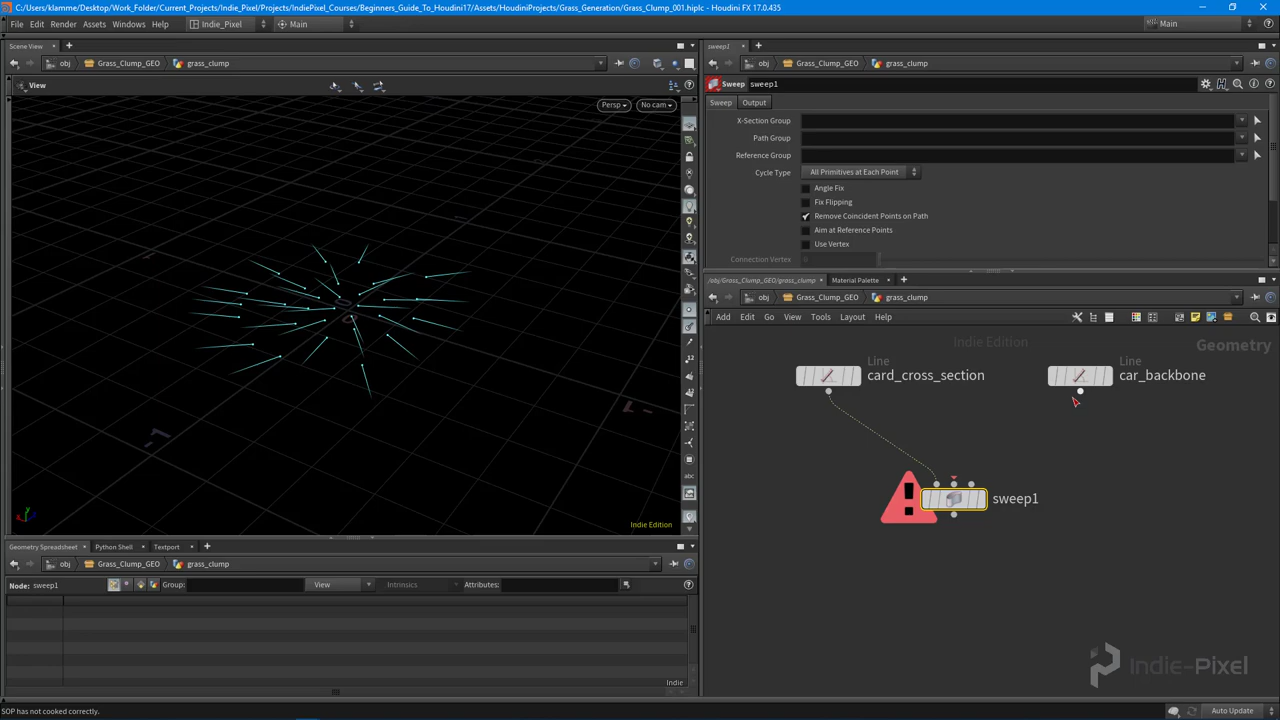 C:/Users/klamme/Desktop/Work_Folder/Current_Projects/Indie_Pixel/Projects/IndiePixel_Courses/Beginners_Guide_To_Houdini17/Assets/HoudiniProjects/Grass_Generation/Grass_Clump_001.hiplc - Houdini FX 17.0.435
File Edit Render Assets Windows Help Indie_Pixel Main Main
Scene View
obj Grass_Clump_GEO grass_clump
View
Persp No cam
abc
Indie Edition
Geometry Spreadsheet Python Shell Textport
obj Grass_Clump_GEO grass_clump
Node: sweep1 Group: View Intrinsics Attributes:
Indie
SOP has not cooked correctly.
sweep1
obj Grass_Clump_GEO grass_clump
Sweep sweep1
Sweep Output
X-Section Group
Path Group
Reference Group
Cycle Type All Primitives at Each Point
Angle Fix
Fix Flipping
Remove Coincident Points on Path
Aim at Reference Points
Use Vertex
Connection Vertex
/obj/Grass_Clump_GEO/grass_clump Material Palette
obj Grass_Clump_GEO grass_clump
Add Edit Go View Tools Layout Help
Indie Edition
Geometry
Line
card_cross_section
Line
car_backbone
sweep1
Indie-Pixel
Auto Update